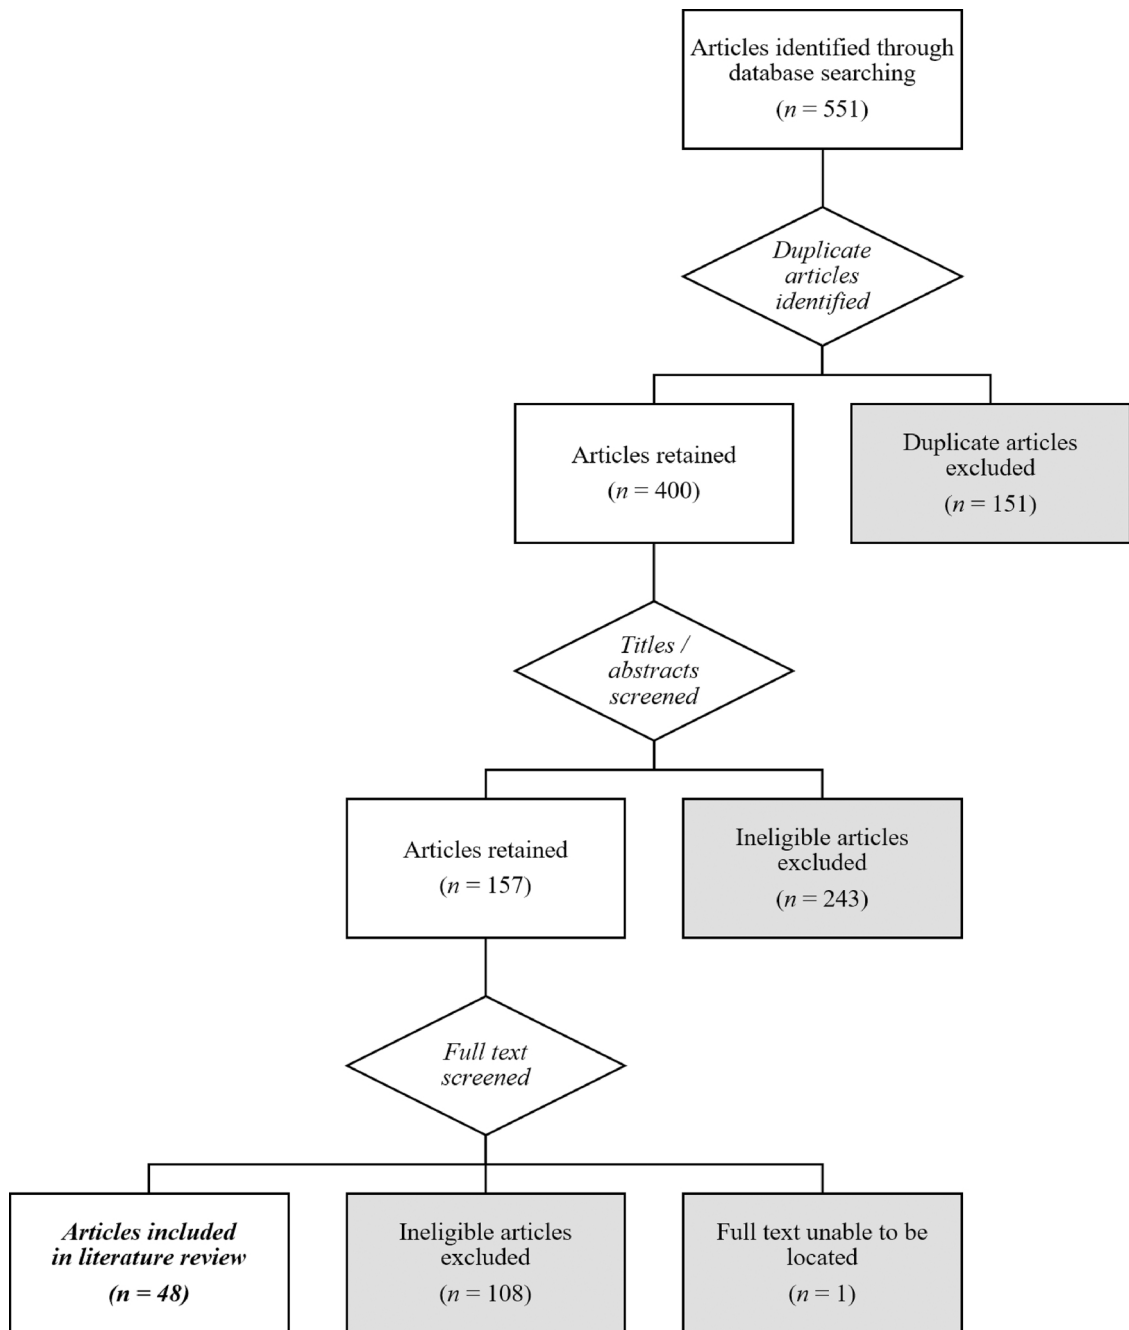 Articles identified through
database searching
(n = 551)
Duplicate
articles
identified
Articles retained
(n = 400)
Duplicate articles
excluded
(n = 151)
Titles /
abstracts
screened
Articles retained
(n = 157)
Ineligible articles
excluded
(n = 243)
Full text
screened
Articles included
in literature review
(n = 48)
Ineligible articles
excluded
(n = 108)
Full text unable to be
located
(n = 1)